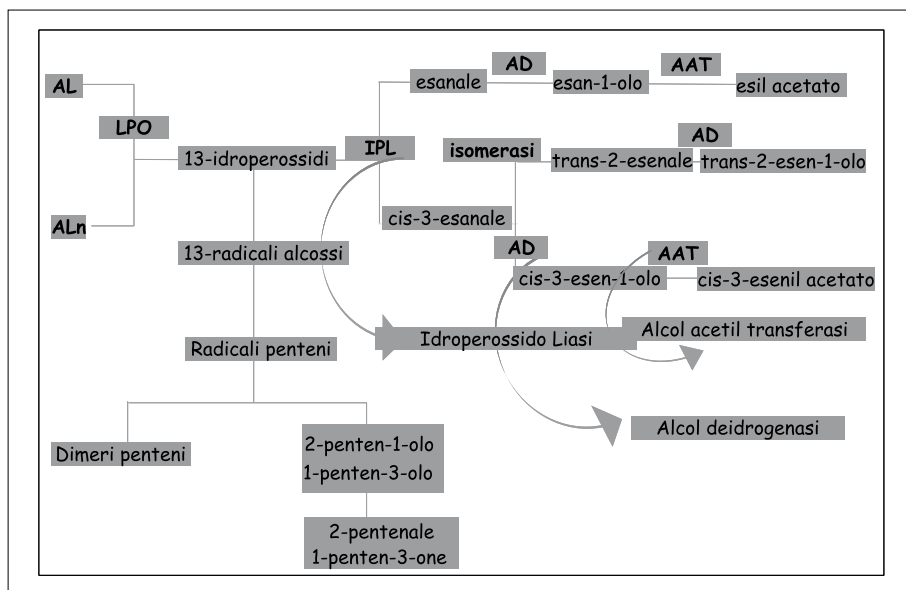 AL
LPO
ALn
13-idroperossidi
IPL
esanale
AD
esan-1-olo
AAT
esil acetato
isomerasi
trans-2-esenale
AD
trans-2-esen-1-olo
cis-3-esanale
AD
cis-3-esen-1-olo
AAT
cis-3-esenil acetato
13-radicali alcossi
Idroperossido Liasi
Alcol acetil transferasi
Radicali penteni
Alcol deidrogenasi
Dimeri penteni
2-penten-1-olo
1-penten-3-olo
2-pentenale
1-penten-3-one